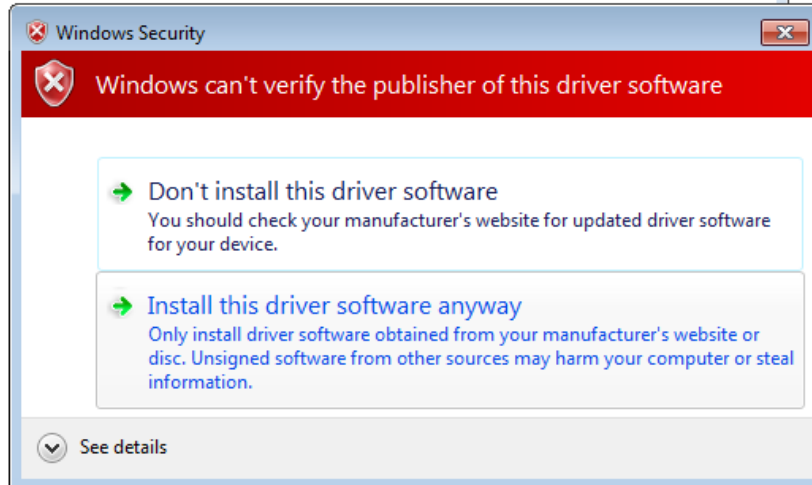 Windows Security
Windows can't verify the publisher of this driver software
Don't install this driver software
You should check your manufacturer's website for updated driver software
for your device.
Install this driver software anyway
Only install driver software obtained from your manufacturer's website or
disc. Unsigned software from other sources may harm your computer or steal
information.
See details